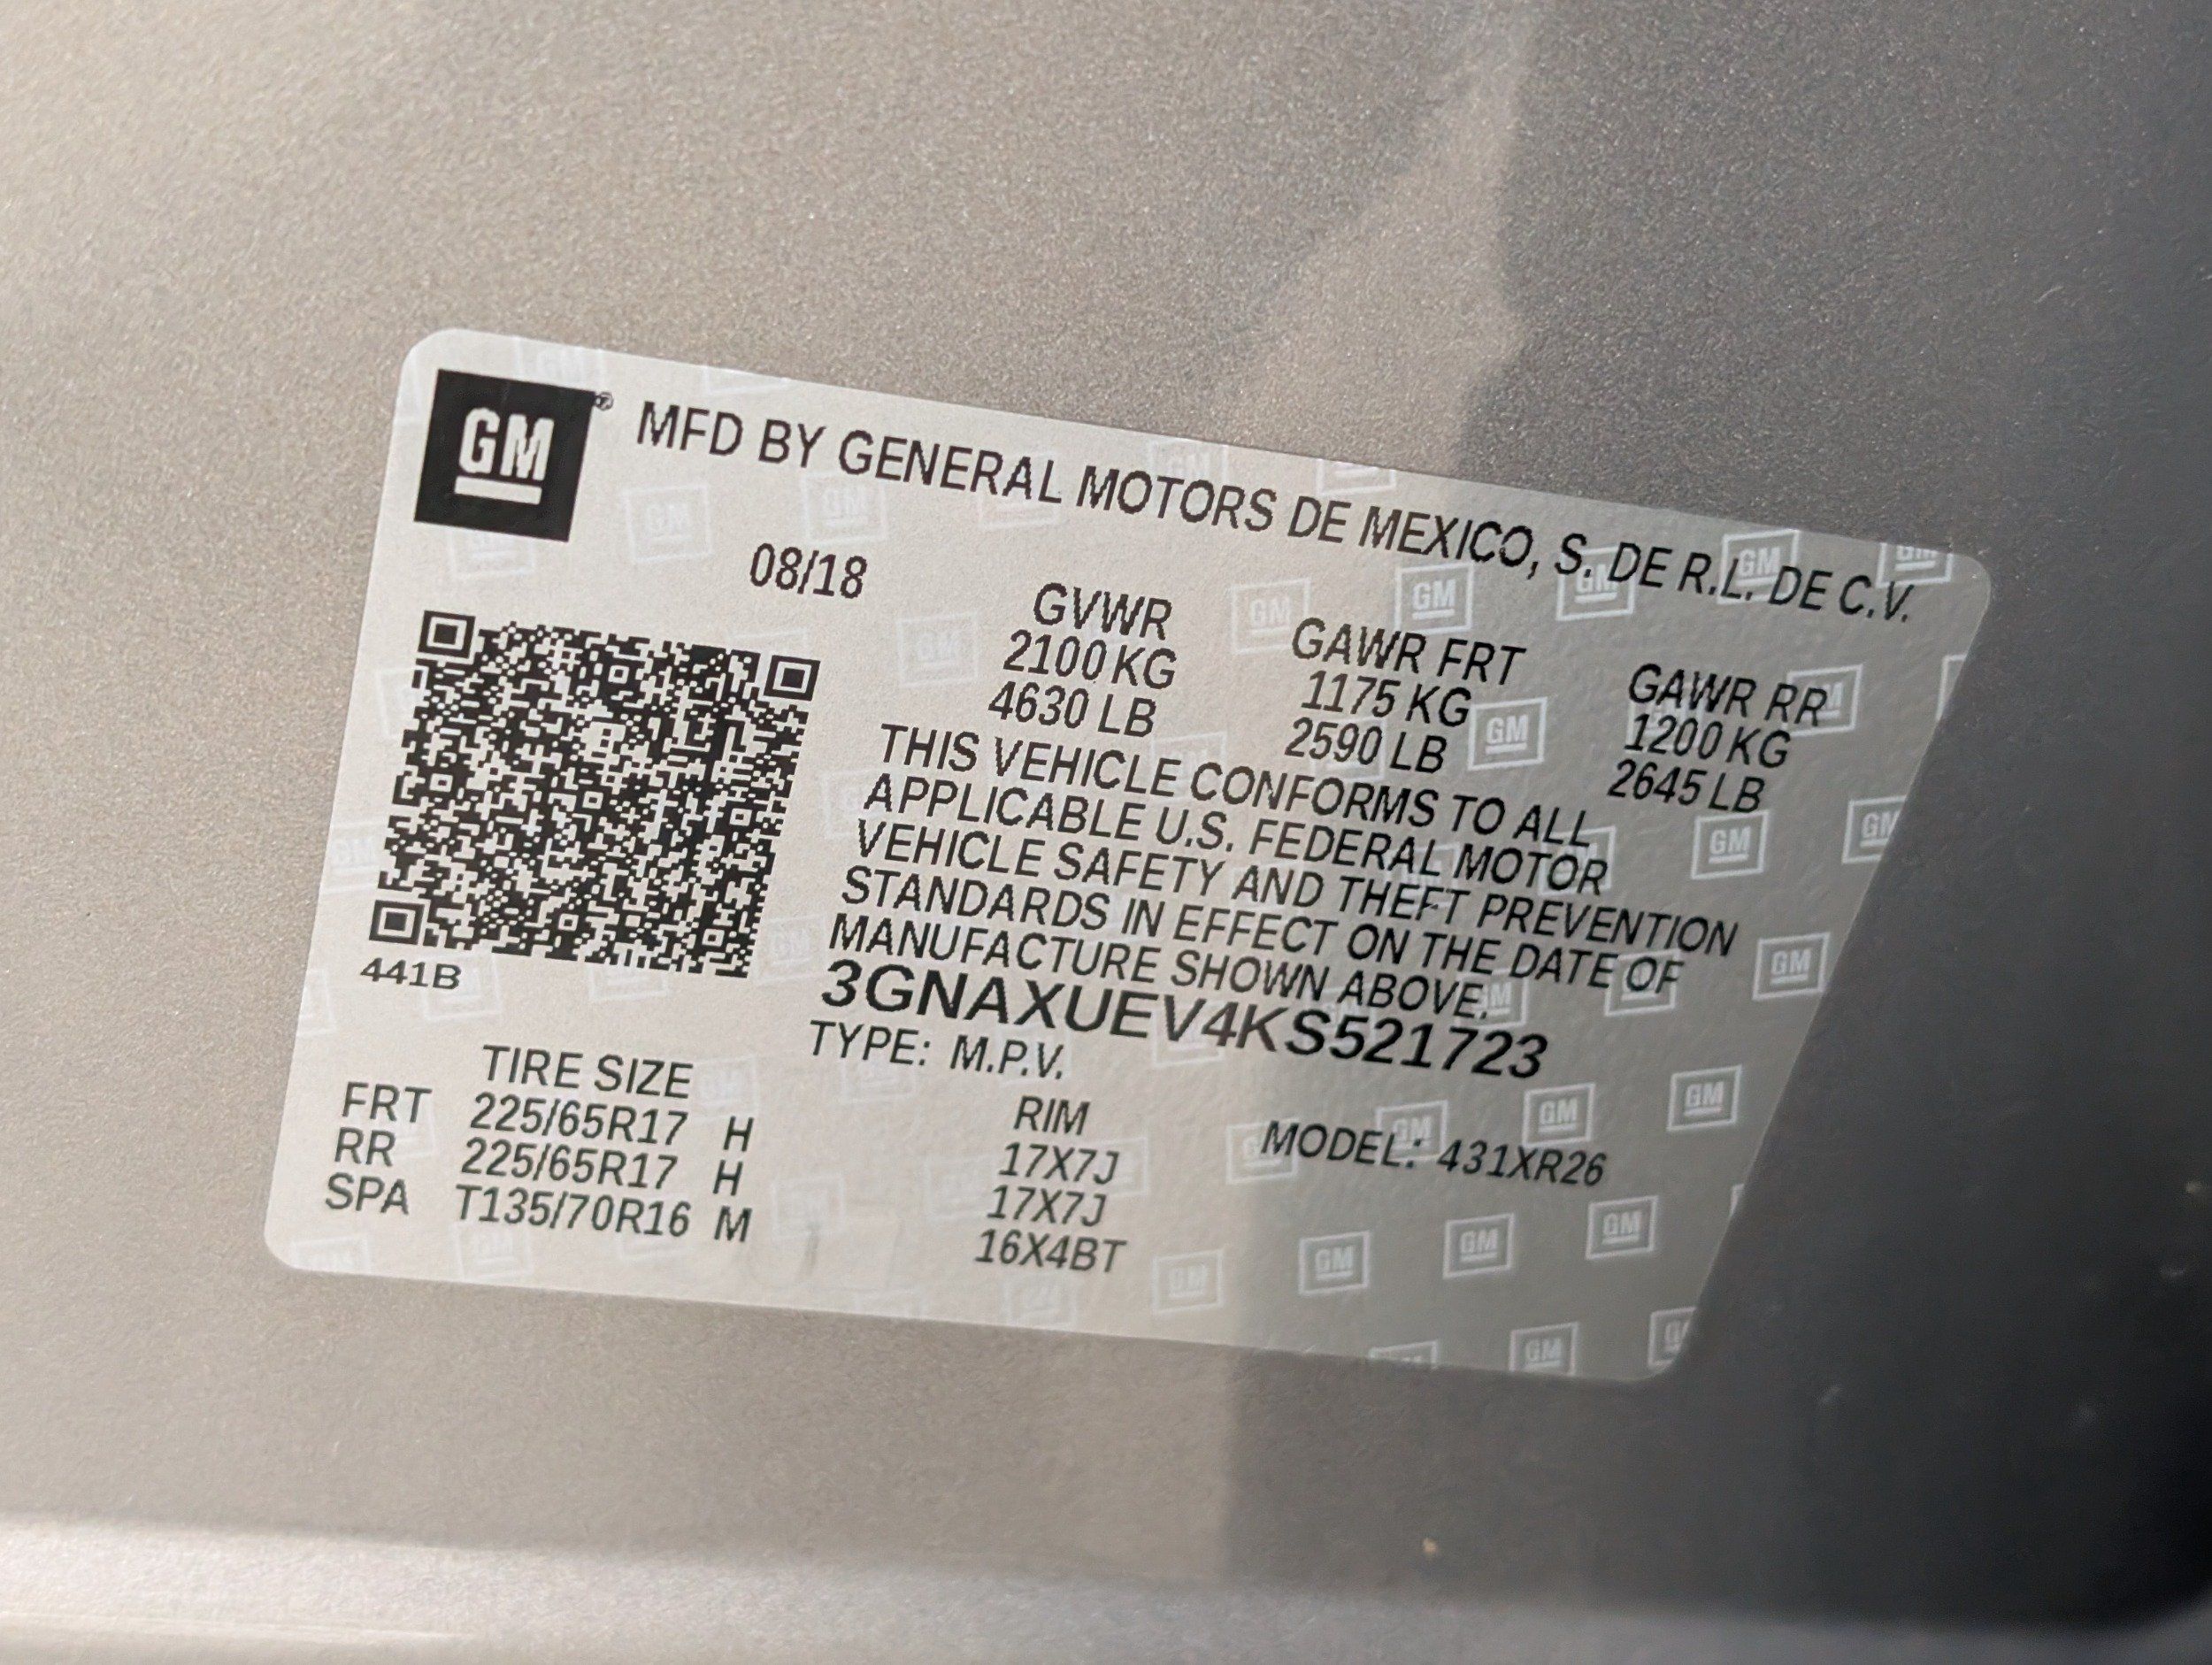 GM® MFD BY GENERAL MOTORS DE MEXICO, S. DE R.L. DE C.V.
08/18
GVWR GAWR FRT GAWR RR
2100 KG 1175 KG 1200 KG
4630 LB 2590 LB 2645 LB
THIS VEHICLE CONFORMS TO ALL
APPLICABLE U.S. FEDERAL MOTOR
VEHICLE SAFETY AND THEFT PREVENTION
STANDARDS IN EFFECT ON THE DATE OF
MANUFACTURE SHOWN ABOVE.
441B
3GNAXUEV4KS521723
TYPE: M.P.V.
TIRE SIZE RIM MODEL: 431XR26
FRT 225/65R17 H 17X7J
RR 225/65R17 H 17X7J
SPA T135/70R16 M 16X4BT